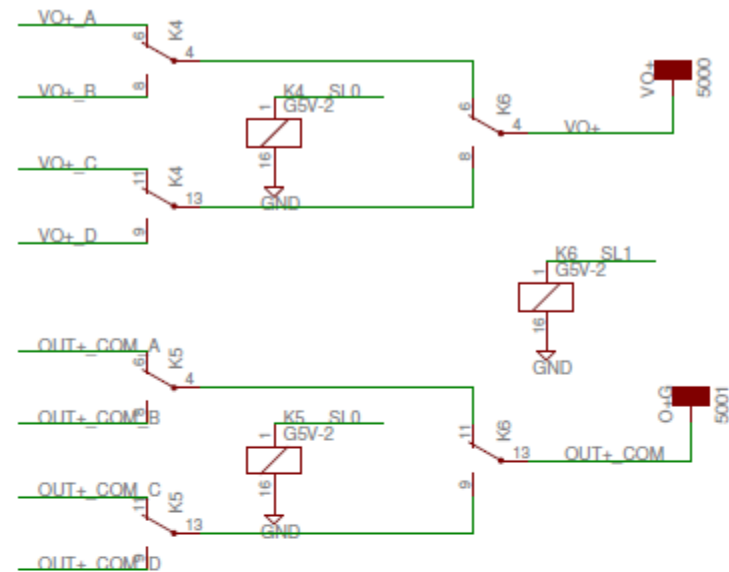 VO+_A
6
K4
4
VO+_B
8
K4 SL0
1
G5V-2
16
GND
6
K6
4
VO+
8
VO+
5000
VO+_C
11
K4
13
VO+_D
9
K6 SL1
1
G5V-2
16
GND
OUT+_COM_A
6
K5
4
OUT+_COM_B
8
K5 SL0
1
G5V-2
16
GND
11
K6
13
OUT+_COM
9
O+G
5001
OUT+_COM_C
11
K5
13
OUT+_COM_D
9